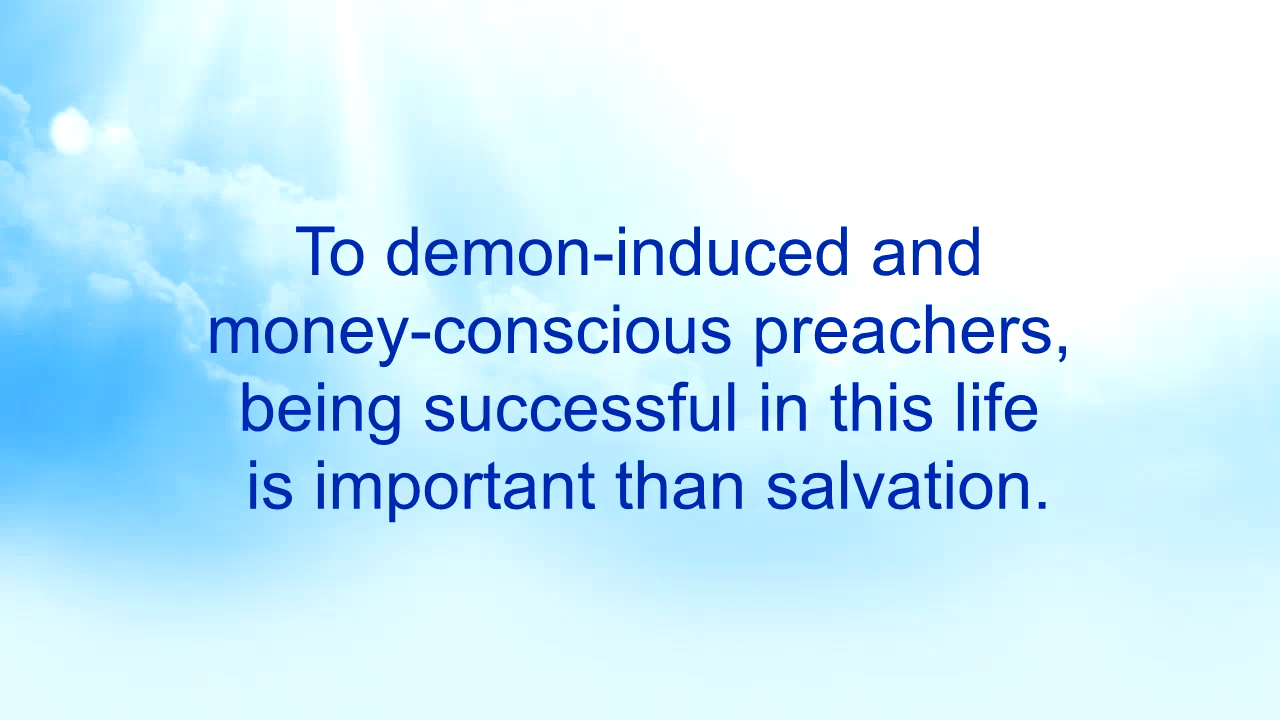 To demon-induced and
money-conscious preachers,
being successful in this life
is important than salvation.